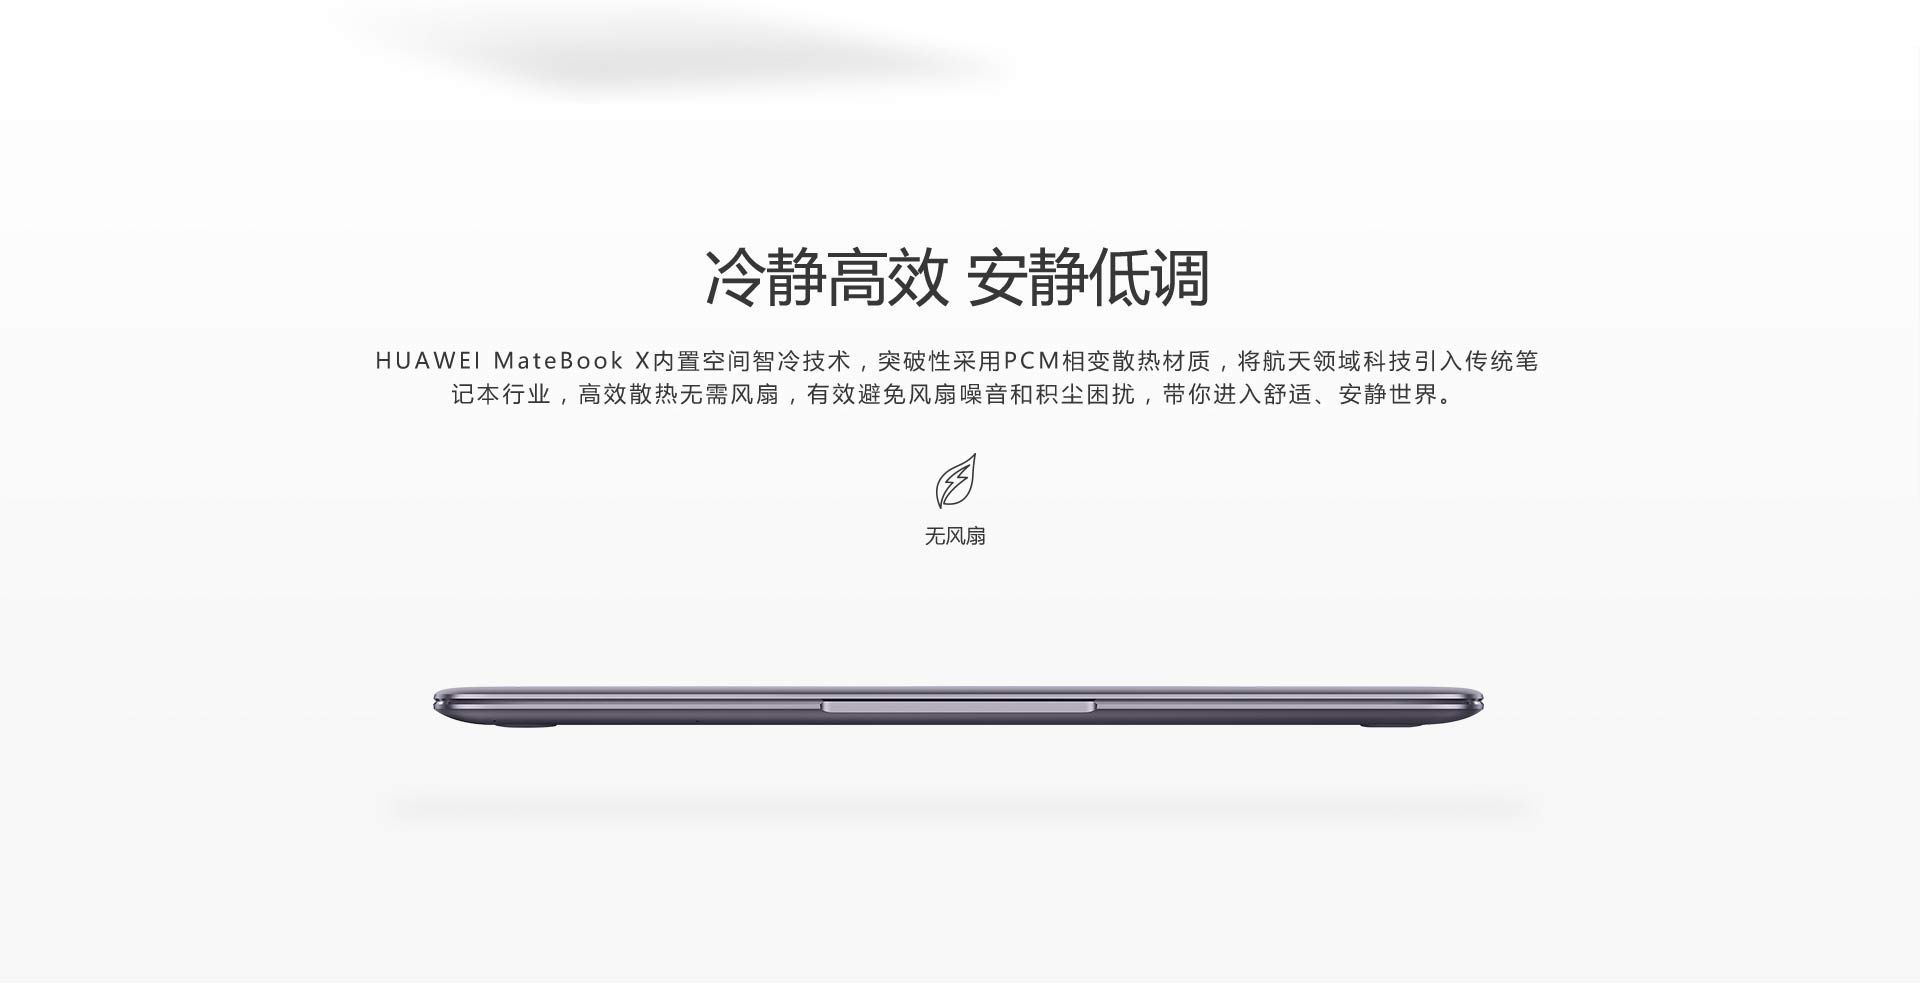 冷静高效 安静低调
HUAWEI MateBook X内置空间智冷技术，突破性采用PCM相变散热材质，将航天领域科技引入传统笔
记本行业，高效散热无需风扇，有效避免风扇噪音和积尘困扰，带你进入舒适、安静世界。
无风扇